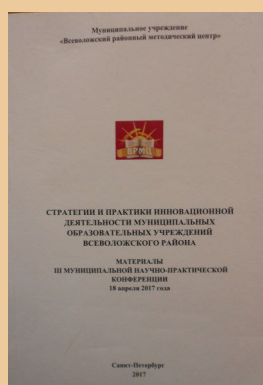 Муниципальное учреждение
«Всеволожский районный методический центр»
ВРМЦ
СТРАТЕГИИ И ПРАКТИКИ ИННОВАЦИОННОЙ
ДЕЯТЕЛЬНОСТИ МУНИЦИПАЛЬНЫХ
ОБРАЗОВАТЕЛЬНЫХ УЧРЕЖДЕНИЙ
ВСЕВОЛОЖСКОГО РАЙОНА
МАТЕРИАЛЫ
III МУНИЦИПАЛЬНОЙ НАУЧНО-ПРАКТИЧЕСКОЙ
КОНФЕРЕНЦИИ
18 апреля 2017 года
Санкт-Петербург
2017